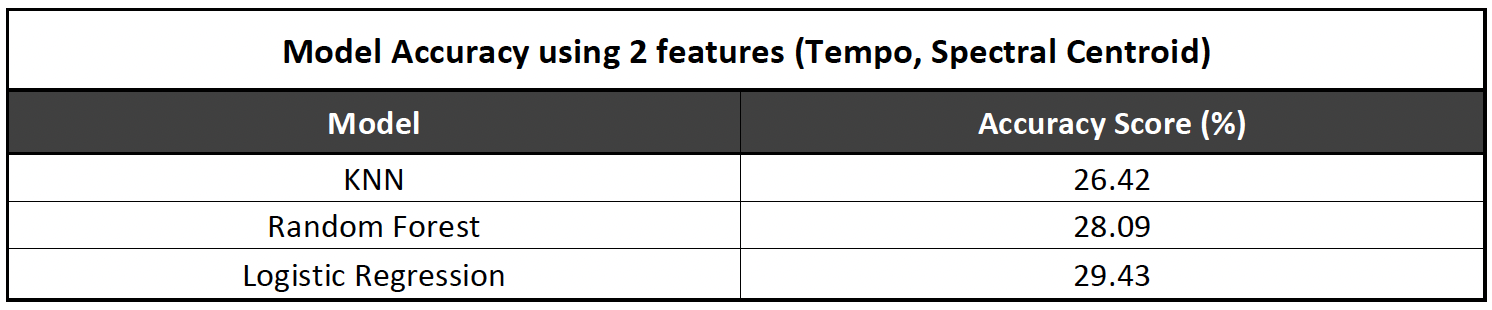 Model Accuracy using 2 features (Tempo, Spectral Centroid)
Model Accuracy Score (%)
KNN 26.42
Random Forest 28.09
Logistic Regression 29.43